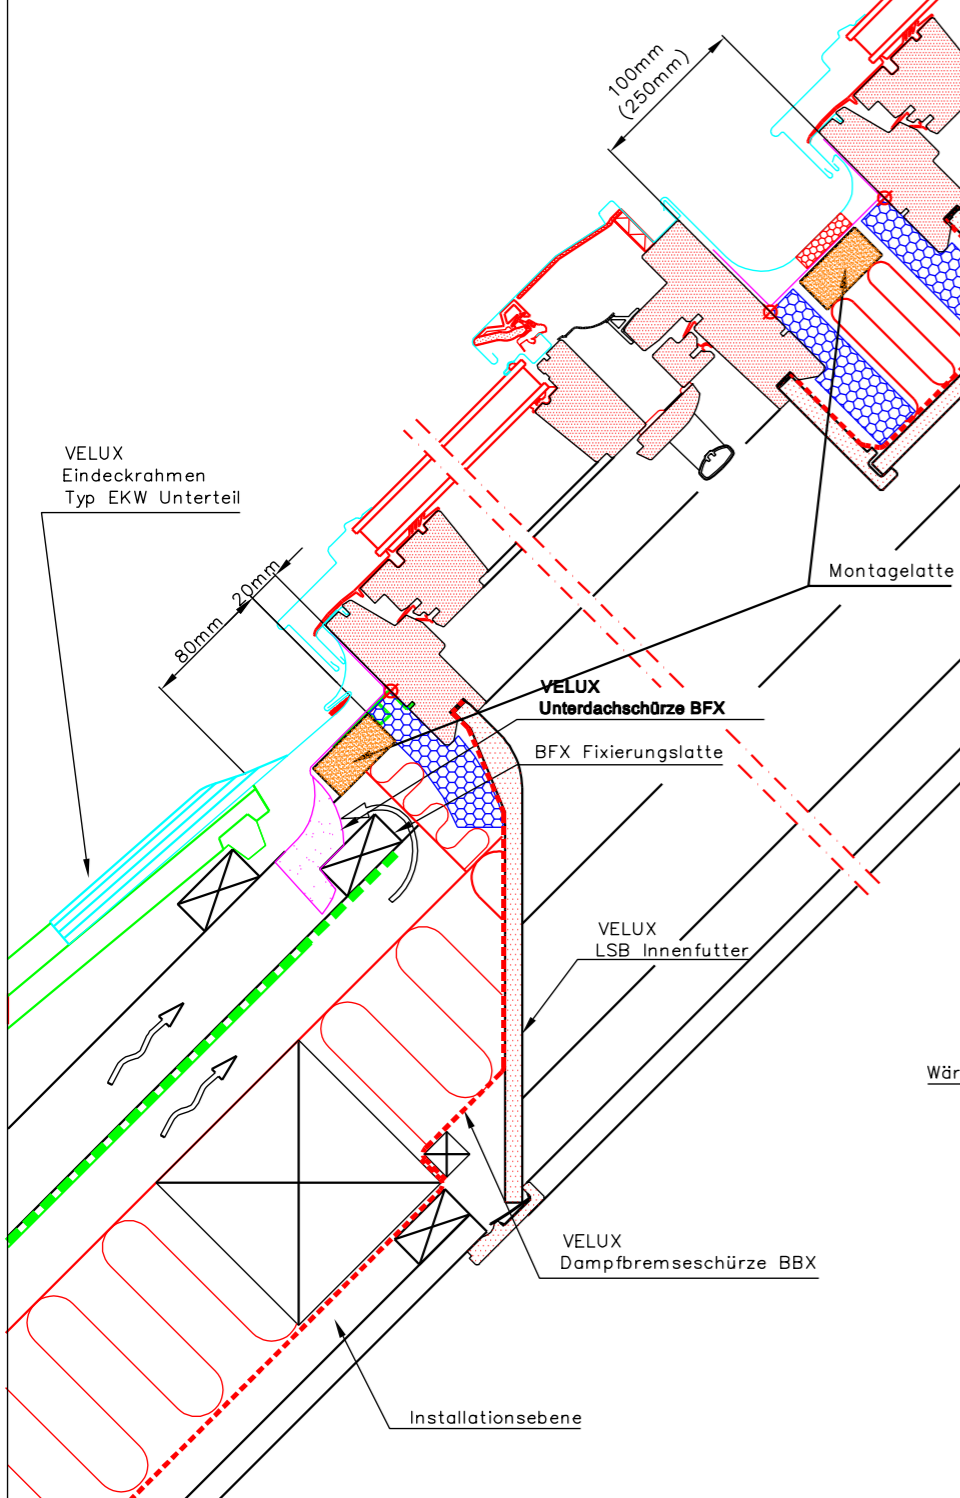 100mm
(250mm)
VELUX
Eindeckrahmen
Typ EKW Unterteil
20mm
80mm
Montagelatte
VELUX
Unterdachschürze BFX
BFX Fixierungslatte
VELUX
LSB Innenfutter
Wär
VELUX
Dampfbremseschürze BBX
Installationsebene